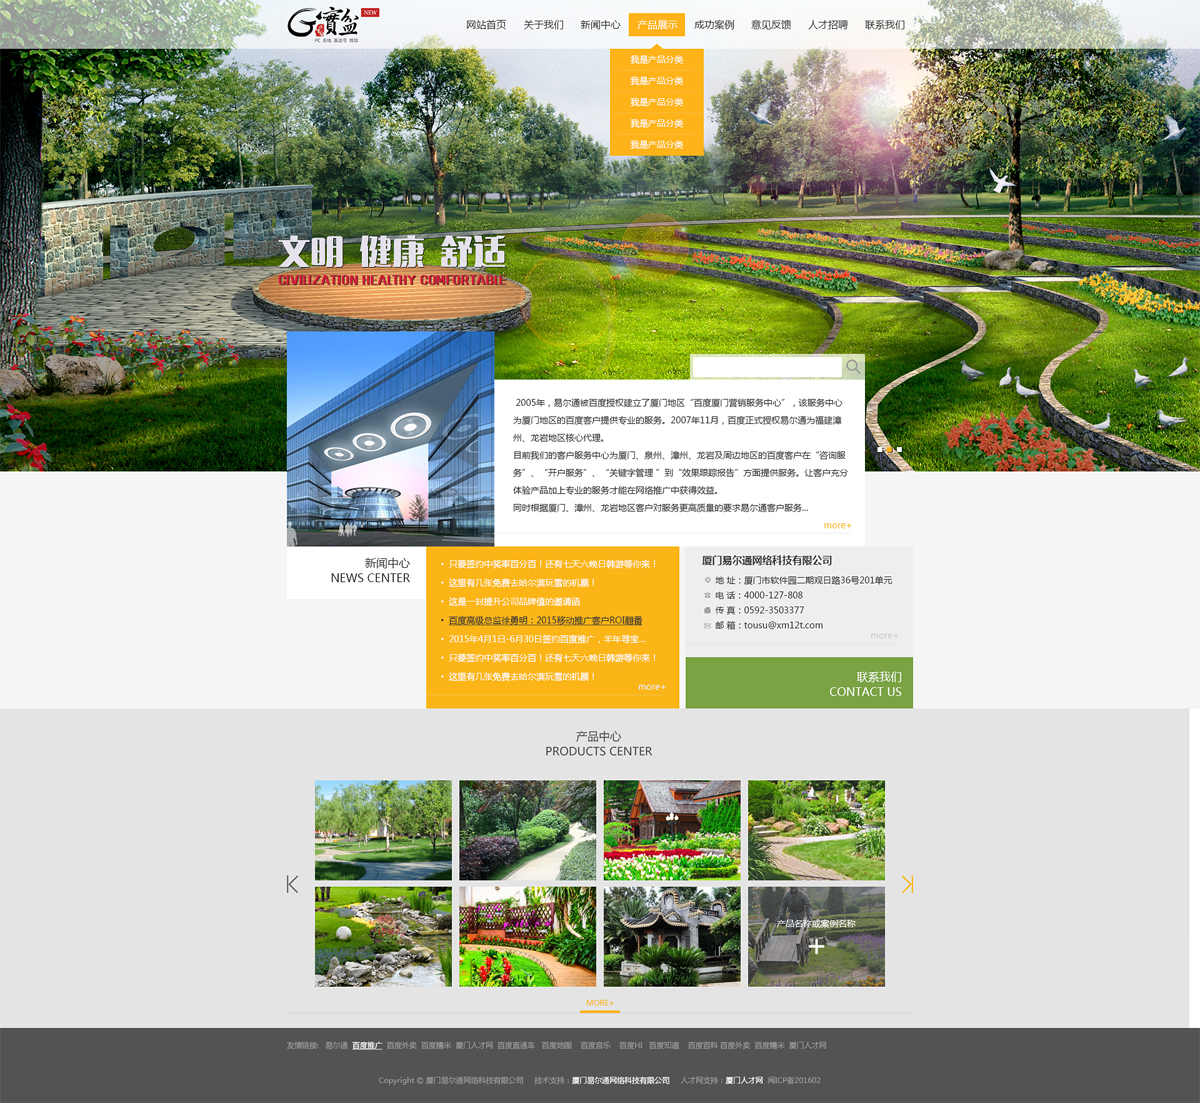 G寶盆 NEW
PC 无线 直达号 微信
网站首页 关于我们 新闻中心 产品展示 成功案例 意见反馈 人才招聘 联系我们
我是产品分类
我是产品分类
我是产品分类
我是产品分类
我是产品分类
文明 健康 舒适
CIVILIZATION HEALTHY COMFORTABLE
2005年，易尔通被百度授权建立了厦门地区“百度厦门营销服务中心”，该服务中心
为厦门地区的百度客户提供专业的服务。2007年11月，百度正式授权易尔通为福建漳
州、龙岩地区核心代理。
目前我们的客户服务中心为厦门、泉州、漳州、龙岩及周边地区的百度客户在“咨询服
务”、“开户服务”、“关键字管理 ”到“效果跟踪报告”方面提供服务。让客户充分
体验产品加上专业的服务才能在网络推广中获得效益。
同时根据厦门、漳州、龙岩地区客户对服务更高质量的要求易尔通客户服务...
more+
新闻中心
NEWS CENTER
只要签约中奖率百分百！还有七天六晚日韩游等你来！
这里有几张免费去哈尔滨玩雪的机票！
这是一封提升公司品牌值的邀请函
百度高级总监徐勇明：2015移动推广客户ROI翻番
2015年4月1日-6月30日签约百度推广，羊年寻宝...
只要签约中奖率百分百！还有七天六晚日韩游等你来！
这里有几张免费去哈尔滨玩雪的机票！
more+
厦门易尔通网络科技有限公司
地 址：厦门市软件园二期观日路36号201单元
电 话：4000-127-808
传 真：0592-3503377
邮 箱：tousu@xm12t.com
more+
联系我们
CONTACT US
产品中心
PRODUCTS CENTER
产品名称或案例名称
MORE+
友情链接: 易尔通 百度推广 百度外卖 百度糯米 厦门人才网 百度直通车 百度地图 百度音乐 百度HI 百度知道 百度百科 百度外卖 百度糯米 厦门人才网
Copyright © 厦门易尔通网络科技有限公司 技术支持：厦门易尔通网络科技有限公司 人才网支持：厦门人才网 闽ICP备201602